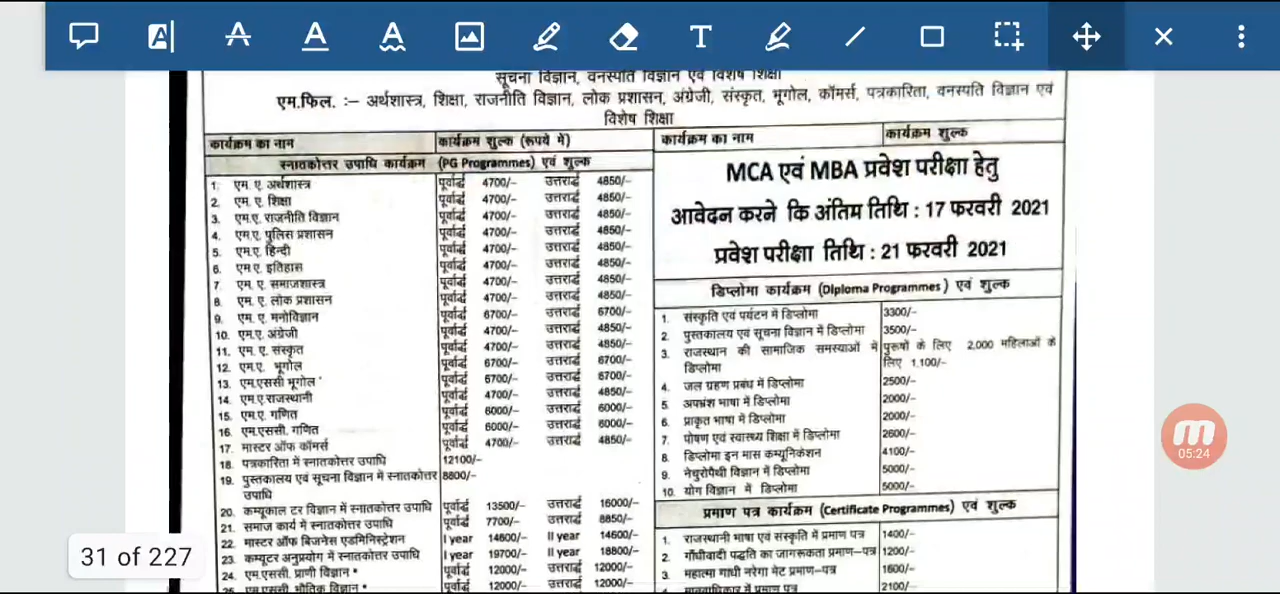 सूचना विज्ञान, वनस्पति विज्ञान एवं विशेष शिक्षा
एम.फिल. :– अर्थशास्त्र, शिक्षा, राजनीति विज्ञान, लोक प्रशासन, अंग्रेजी, संस्कृत, भूगोल, कॉमर्स, पत्रकारिता, वनस्पति विज्ञान एवं
विशेष शिक्षा
कार्यक्रम का नाम कार्यक्रम शुल्क (रूपये में)
स्नातकोत्तर उपाधि कार्यक्रम (PG Programmes) एवं शुल्क
1. एम. ए. अर्थशास्त्र पूर्वार्द्ध 4700/– उत्तरार्द्ध 4850/–
2. एम. ए. शिक्षा पूर्वार्द्ध 4700/– उत्तरार्द्ध 4850/–
3. एम.ए. राजनीति विज्ञान पूर्वार्द्ध 4700/– उत्तरार्द्ध 4850/–
4. एम.ए. पुलिस प्रशासन पूर्वार्द्ध 4700/– उत्तरार्द्ध 4850/–
5. एम.ए. हिन्दी पूर्वार्द्ध 4700/– उत्तरार्द्ध 4850/–
6. एम.ए. इतिहास पूर्वार्द्ध 4700/– उत्तरार्द्ध 4850/–
7. एम. ए. समाजशास्त्र पूर्वार्द्ध 4700/– उत्तरार्द्ध 4850/–
8. एम. ए. लोक प्रशासन पूर्वार्द्ध 4700/– उत्तरार्द्ध 4850/–
9. एम.ए. मनोविज्ञान पूर्वार्द्ध 6700/– उत्तरार्द्ध 6700/–
10. एम.ए. अंग्रेजी पूर्वार्द्ध 4700/– उत्तरार्द्ध 4850/–
11. एम. ए. संस्कृत पूर्वार्द्ध 4700/– उत्तरार्द्ध 4850/–
12. एम.ए. भूगोल पूर्वार्द्ध 6700/– उत्तरार्द्ध 6700/–
13. एम.एससी. भूगोल* पूर्वार्द्ध 6700/– उत्तरार्द्ध 6700/–
14. एम.ए. राजस्थानी पूर्वार्द्ध 4700/– उत्तरार्द्ध 4850/–
15. एम.ए. गणित पूर्वार्द्ध 6000/– उत्तरार्द्ध 6000/–
16. एम.एससी. गणित पूर्वार्द्ध 6000/– उत्तरार्द्ध 6000/–
17. मास्टर ऑफ कॉमर्स पूर्वार्द्ध 4700/– उत्तरार्द्ध 4850/–
18. पत्रकारिता में स्नातकोत्तर उपाधि 12100/–
19. पुस्तकालय एवं सूचना विज्ञान में स्नातकोत्तर 8800/–
उपाधि
20. कम्प्यूटर विज्ञान में स्नातकोत्तर उपाधि पूर्वार्द्ध 13500/– उत्तरार्द्ध 16000/–
21. समाज कार्य में स्नातकोत्तर उपाधि पूर्वार्द्ध 7700/– उत्तरार्द्ध 8850/–
22. मास्टर ऑफ बिजनेस एडमिनिस्ट्रेशन I year 14600/– II year 14600/–
23. कम्यूटर अनुप्रयोग में स्नातकोत्तर उपाधि I year 19700/– II year 18800/–
24. एम.एससी. प्राणी विज्ञान* पूर्वार्द्ध 12000/– उत्तरार्द्ध 12000/–
25. एम.एससी. भौतिक विज्ञान* पूर्वार्द्ध 12000/– उत्तरार्द्ध 12000/–
कार्यक्रम का नाम कार्यक्रम शुल्क
MCA एवं MBA प्रवेश परीक्षा हेतु
आवेदन करने कि अंतिम तिथि : 17 फरवरी 2021
प्रवेश परीक्षा तिथि : 21 फरवरी 2021
डिप्लोमा कार्यक्रम (Diploma Programmes) एवं शुल्क
1. संस्कृति एवं पर्यटन में डिप्लोमा 3300/–
2. पुस्तकालय एवं सूचना विज्ञान में डिप्लोमा 3500/–
3. राजस्थान की सामाजिक समस्याओं में पुरूषों के लिए 2,000 महिलाओं के
डिप्लोमा लिए 1,100/–
4. जल ग्रहण प्रबंध में डिप्लोमा 2500/–
5. अपभ्रंश भाषा में डिप्लोमा 2000/–
6. प्राकृत भाषा में डिप्लोमा 2000/–
7. पोषण एवं स्वास्थ्य शिक्षा में डिप्लोमा 2600/–
8. डिप्लोमा इन मास कम्यूनिकेशन 4100/–
9. नेचुरोपैथी विज्ञान में डिप्लोमा 5000/–
10. योग विज्ञान में डिप्लोमा 5000/–
प्रमाण पत्र कार्यक्रम (Certificate Programmes) एवं शुल्क
1. राजस्थानी भाषा एवं संस्कृति में प्रमाण पत्र 1400/–
2. गाँधीवादी पद्धति का जागरूकता प्रमाण–पत्र 1200/–
3. महात्मा गांधी नरेगा मेट प्रमाण–पत्र 1600/–
4. मानवाधिकार में प्रमाण पत्र 2100/–
05:24
31 of 227